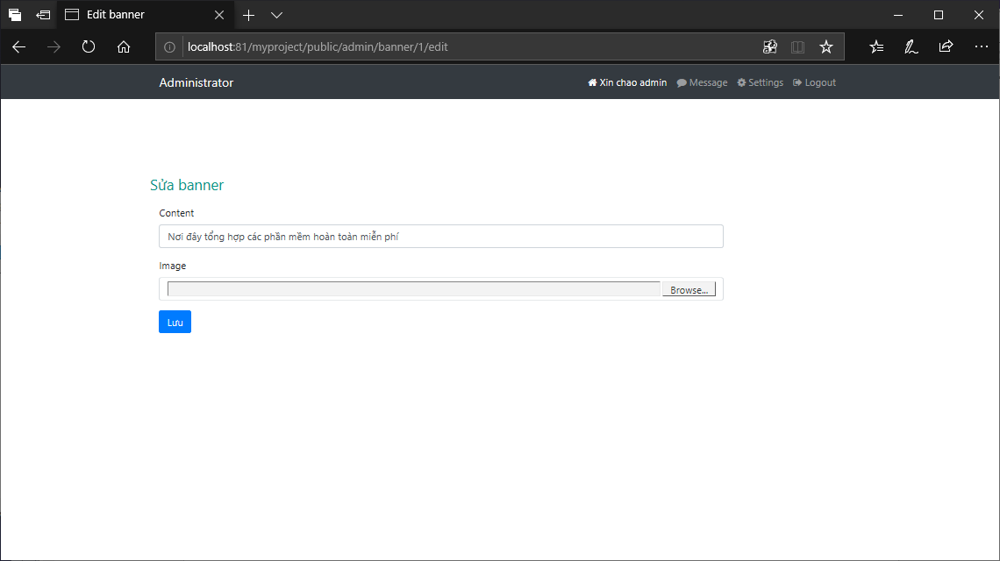 Edit banner
localhost:81/myproject/public/admin/banner/1/edit
Administrator
Xin chao admin Message Settings Logout
Sửa banner
Content
Nơi đây tổng hợp các phần mềm hoàn toàn miễn phí
Image
Browse...
Lưu